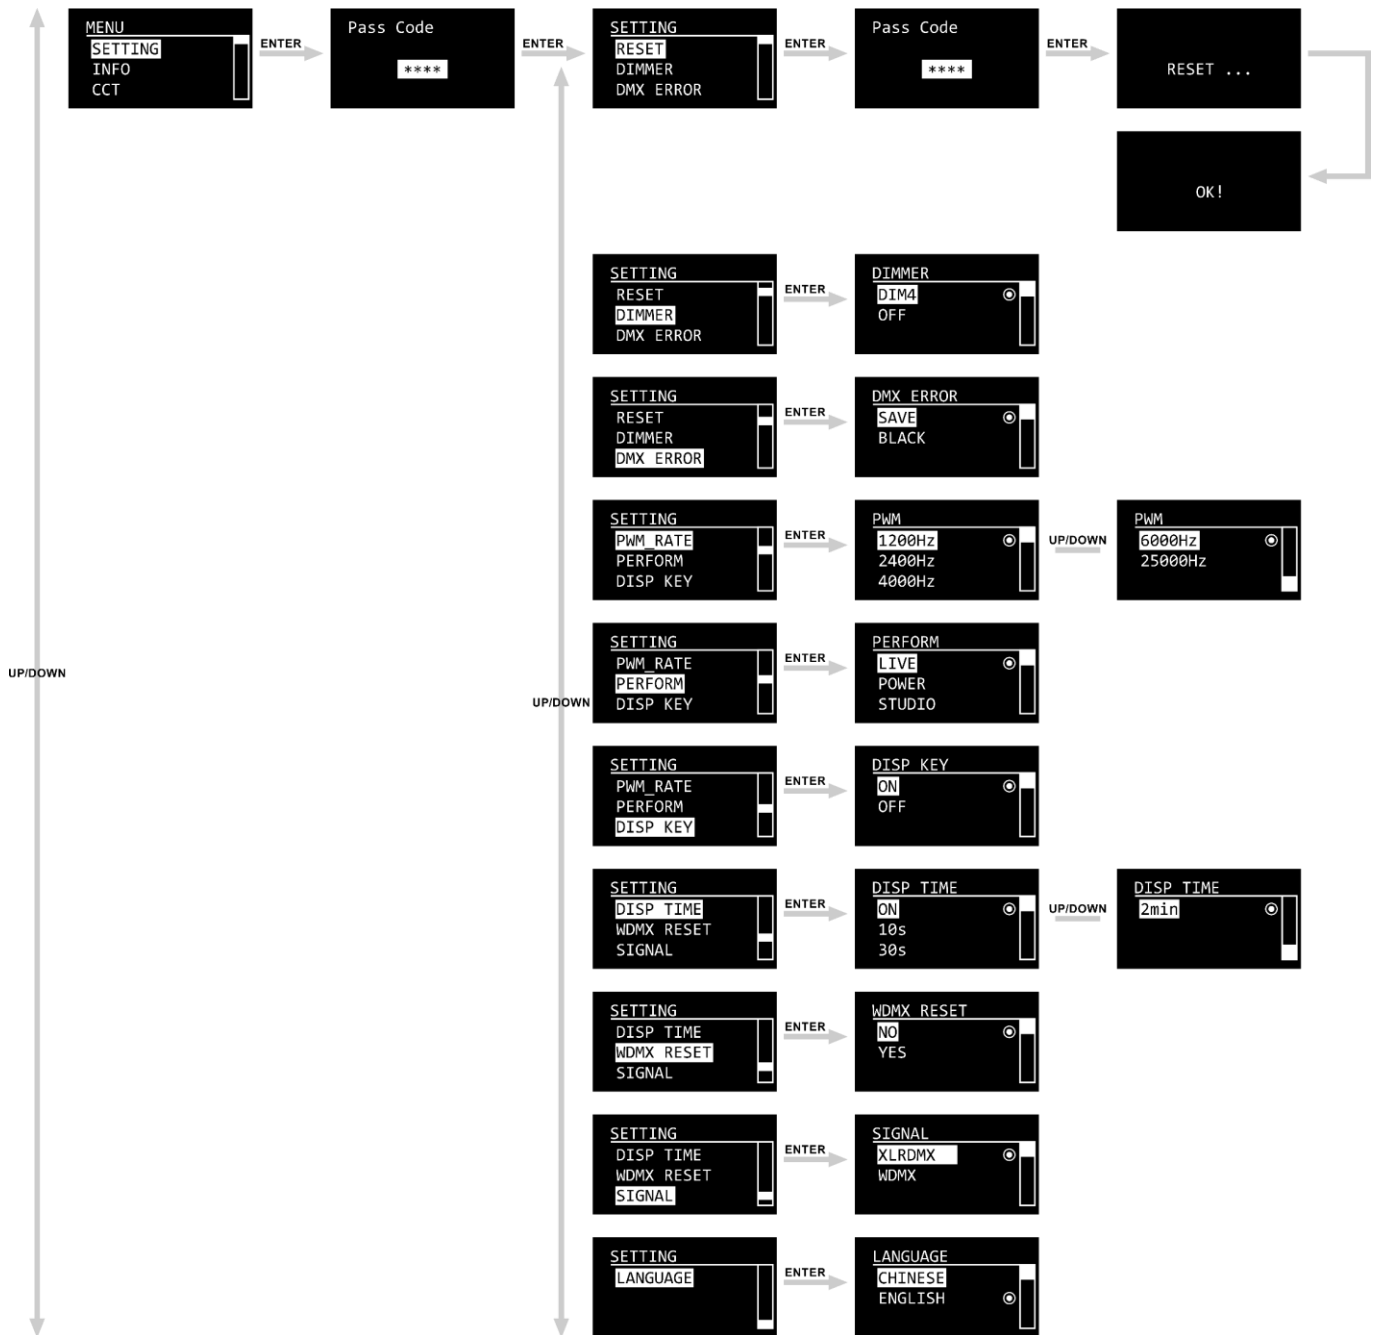 MENU
SETTING
INFO
CCT
ENTER
Pass Code
****
ENTER
SETTING
RESET
DIMMER
DMX ERROR
ENTER
Pass Code
****
ENTER
RESET ...
OK!
SETTING
RESET
DIMMER
DMX ERROR
ENTER
DIMMER
DIM4
OFF
SETTING
RESET
DIMMER
DMX ERROR
ENTER
DMX ERROR
SAVE
BLACK
SETTING
PWM_RATE
PERFORM
DISP KEY
ENTER
PWM
1200Hz
2400Hz
4000Hz
UP/DOWN
PWM
6000Hz
25000Hz
UP/DOWN
UP/DOWN
SETTING
PWM_RATE
PERFORM
DISP KEY
ENTER
PERFORM
LIVE
POWER
STUDIO
SETTING
PWM_RATE
PERFORM
DISP KEY
ENTER
DISP KEY
ON
OFF
SETTING
DISP TIME
WDMX RESET
SIGNAL
ENTER
DISP TIME
ON
10s
30s
UP/DOWN
DISP TIME
2min
SETTING
DISP TIME
WDMX RESET
SIGNAL
ENTER
WDMX RESET
NO
YES
SETTING
DISP TIME
WDMX RESET
SIGNAL
ENTER
SIGNAL
XLRDMX
WDMX
SETTING
LANGUAGE
ENTER
LANGUAGE
CHINESE
ENGLISH